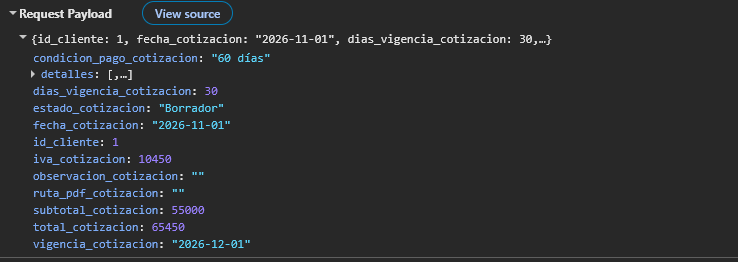 Request Payload View source
{id_cliente: 1, fecha_cotizacion: "2026-11-01", dias_vigencia_cotizacion: 30,…}
condicion_pago_cotizacion: "60 días"
detalles: [,…]
dias_vigencia_cotizacion: 30
estado_cotizacion: "Borrador"
fecha_cotizacion: "2026-11-01"
id_cliente: 1
iva_cotizacion: 10450
observacion_cotizacion: ""
ruta_pdf_cotizacion: ""
subtotal_cotizacion: 55000
total_cotizacion: 65450
vigencia_cotizacion: "2026-12-01"